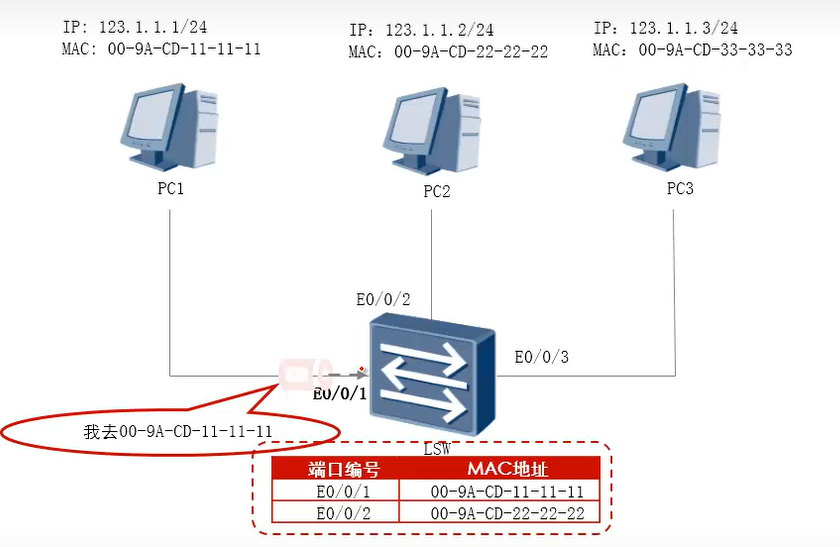 IP: 123.1.1.1/24
MAC: 00-9A-CD-11-11-11
IP: 123.1.1.2/24
MAC: 00-9A-CD-22-22-22
IP: 123.1.1.3/24
MAC: 00-9A-CD-33-33-33
PC1
PC2
PC3
E0/0/2
E0/0/3
E0/0/1
我去00-9A-CD-11-11-11
LSW
端口编号 MAC地址
E0/0/1 00-9A-CD-11-11-11
E0/0/2 00-9A-CD-22-22-22